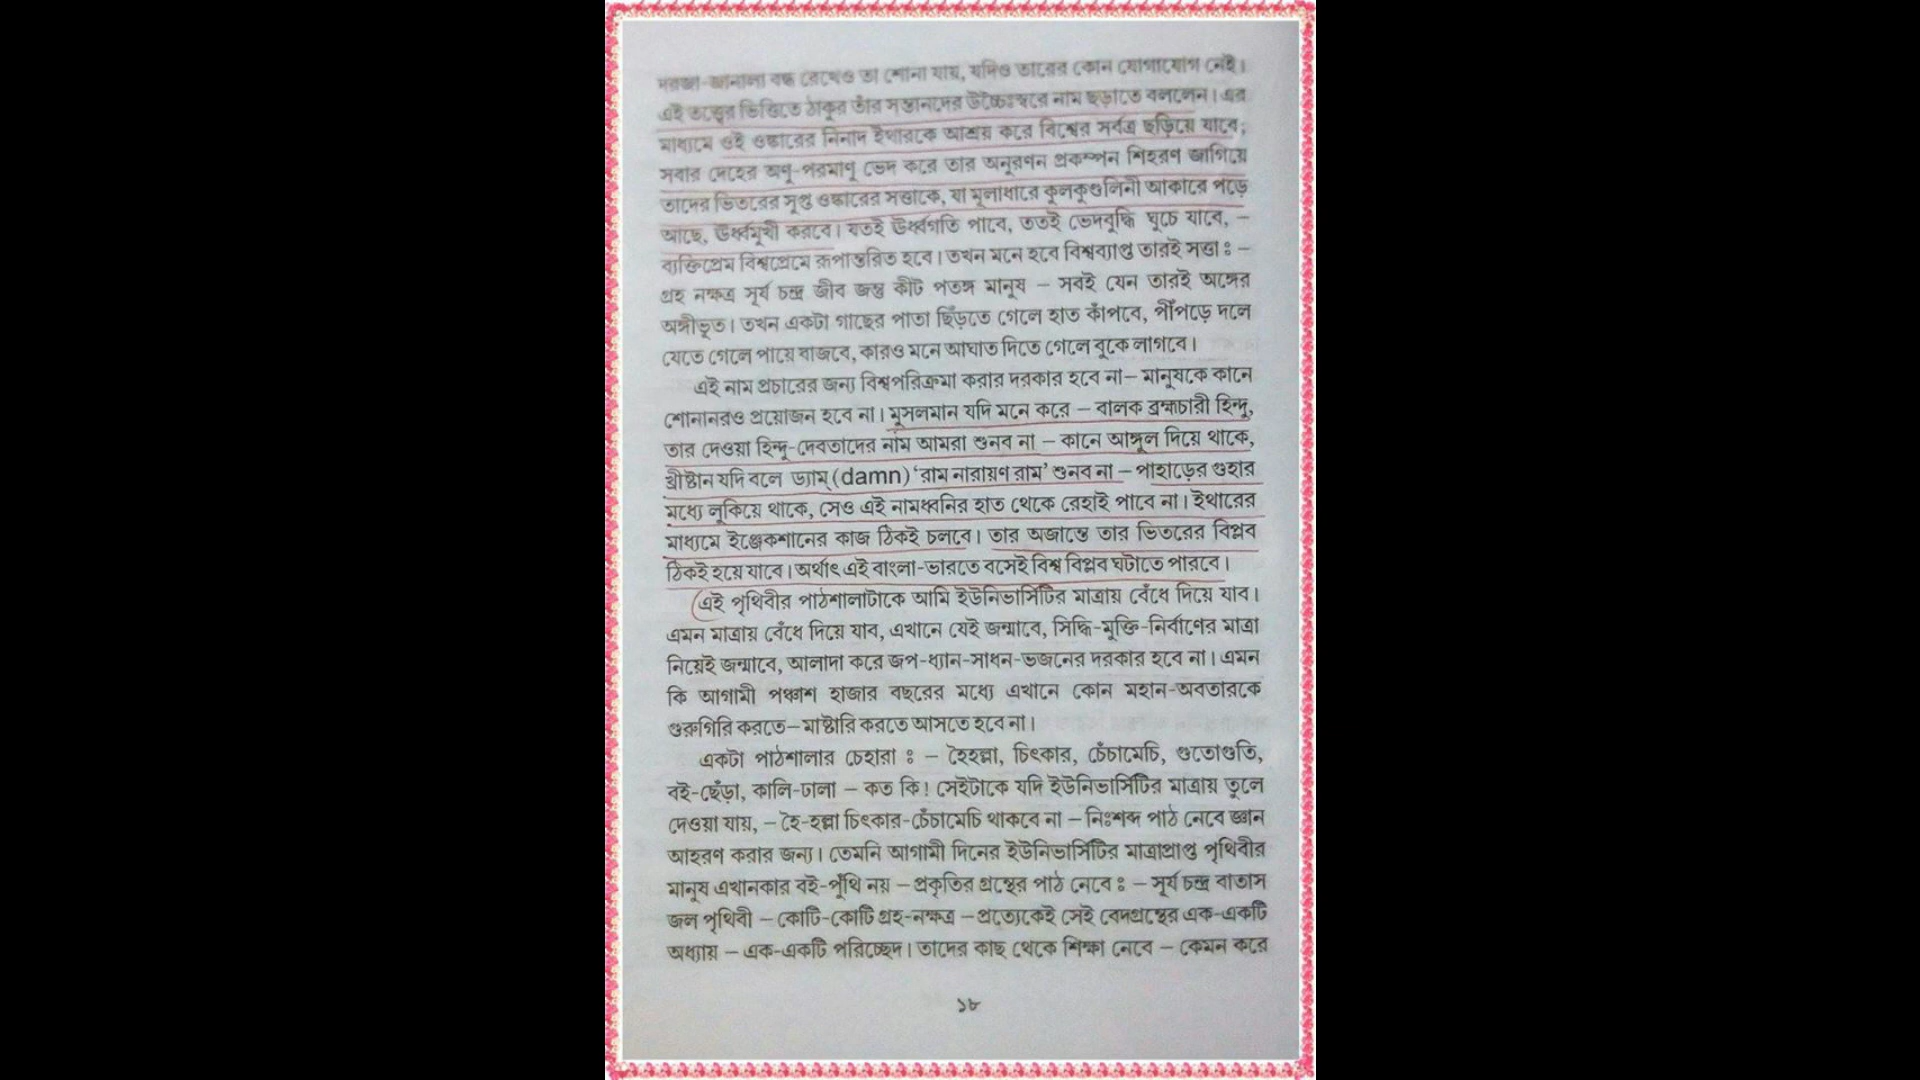 দরজা-জানালা বন্ধ রেখেও তা শোনা যায়, যদিও তারের কোন যোগাযোগ নেই।
এই তত্ত্বের ভিত্তিতে ঠাকুর তাঁর সন্তানদের উচ্চৈঃস্বরে নাম ছড়াতে বললেন। এর
মাধ্যমে ওই ওঙ্কারের নিনাদ ইথারকে আশ্রয় করে বিশ্বের সর্বত্র ছড়িয়ে যাবে;
সবার দেহের অণু-পরমাণু ভেদ করে তার অনুরণন প্রকম্পন শিহরণ জাগিয়ে
তাদের ভিতরের সুপ্ত ওঙ্কারের সত্তাকে, যা মূলাধারে কুলকুণ্ডলিনী আকারে পড়ে
আছে, ঊর্ধ্বমুখী করবে। যতই ঊর্ধ্বগতি পাবে, ততই ভেদবুদ্ধি ঘুচে যাবে, –
ব্যক্তিপ্রেম বিশ্বপ্রেমে রূপান্তরিত হবে। তখন মনে হবে বিশ্বব্যাপ্ত তারই সত্তা ঃ –
গ্রহ নক্ষত্র সূর্য চন্দ্র জীব জন্তু কীট পতঙ্গ মানুষ – সবই যেন তারই অঙ্গের
অঙ্গীভূত। তখন একটা গাছের পাতা ছিঁড়তে গেলে হাত কাঁপবে, পীঁপড়ে দলে
যেতে গেলে পায়ে বাজবে, কারও মনে আঘাত দিতে গেলে বুকে লাগবে।
এই নাম প্রচারের জন্য বিশ্বপরিক্রমা করার দরকার হবে না– মানুষকে কানে
শোনানরও প্রয়োজন হবে না। মুসলমান যদি মনে করে – বালক ব্রহ্মচারী হিন্দু,
তার দেওয়া হিন্দু-দেবতাদের নাম আমরা শুনব না – কানে আঙ্গুল দিয়ে থাকে,
খ্রীষ্টান যদি বলে ড্যাম্ (damn) ‘রাম নারায়ণ রাম’ শুনব না – পাহাড়ের গুহার
মধ্যে লুকিয়ে থাকে, সেও এই নামধ্বনির হাত থেকে রেহাই পাবে না। ইথারের
মাধ্যমে ইঞ্জেকশানের কাজ ঠিকই চলবে। তার অজান্তে তার ভিতরের বিপ্লব
ঠিকই হয়ে যাবে। অর্থাৎ এই বাংলা-ভারতে বসেই বিশ্ব বিপ্লব ঘটাতে পারবে।
এই পৃথিবীর পাঠশালাটাকে আমি ইউনিভার্সিটির মাত্রায় বেঁধে দিয়ে যাব।
এমন মাত্রায় বেঁধে দিয়ে যাব, এখানে যেই জন্মাবে, সিদ্ধি-মুক্তি-নির্বাণের মাত্রা
নিয়েই জন্মাবে, আলাদা করে জপ-ধ্যান-সাধন-ভজনের দরকার হবে না। এমন
কি আগামী পঞ্চাশ হাজার বছরের মধ্যে এখানে কোন মহান-অবতারকে
গুরুগিরি করতে– মাষ্টারি করতে আসতে হবে না।
একটা পাঠশালার চেহারা ঃ – হৈহল্লা, চিৎকার, চেঁচামেচি, গুতোগুতি,
বই-ছেঁড়া, কালি-ঢালা – কত কি! সেইটাকে যদি ইউনিভার্সিটির মাত্রায় তুলে
দেওয়া যায়, – হৈ-হল্লা চিৎকার-চেঁচামেচি থাকবে না – নিঃশব্দ পাঠ নেবে জ্ঞান
আহরণ করার জন্য। তেমনি আগামী দিনের ইউনিভার্সিটির মাত্রাপ্রাপ্ত পৃথিবীর
মানুষ এখানকার বই-পুঁথি নয় – প্রকৃতির গ্রন্থের পাঠ নেবে ঃ – সূর্য চন্দ্র বাতাস
জল পৃথিবী – কোটি-কোটি গ্রহ-নক্ষত্র – প্রত্যেকেই সেই বেদগ্রন্থের এক-একটি
অধ্যায় – এক-একটি পরিচ্ছেদ। তাদের কাছ থেকে শিক্ষা নেবে – কেমন করে
১৮